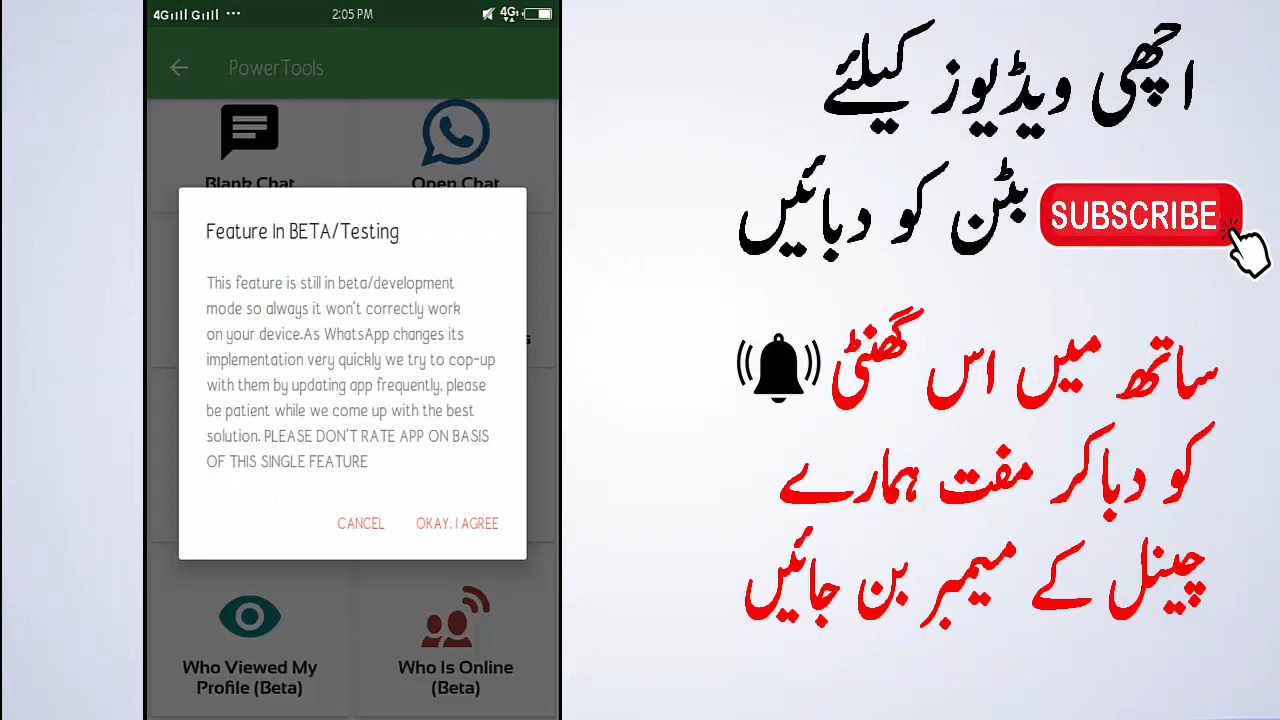 4G G ••• 2:05 PM 4G
PowerTools
Blank Chat
Open Chat
Feature In BETA/Testing
This feature is still in beta/development
mode so always it won't correctly work
on your device.As WhatsApp changes its
implementation very quickly we try to cop-up
with them by updating app frequently, please
be patient while we come up with the best
solution. PLEASE DON'T RATE APP ON BASIS
OF THIS SINGLE FEATURE
CANCEL
OKAY, I AGREE
Who Viewed My
Profile (Beta)
Who Is Online
(Beta)
اچھی ویڈیوز کیلئے
SUBSCRIBE بٹن کو دبائیں
ساتھ میں اس گھنٹی
کو دباکر مفت ہمارے
چینل کے میمبر بن جائیں